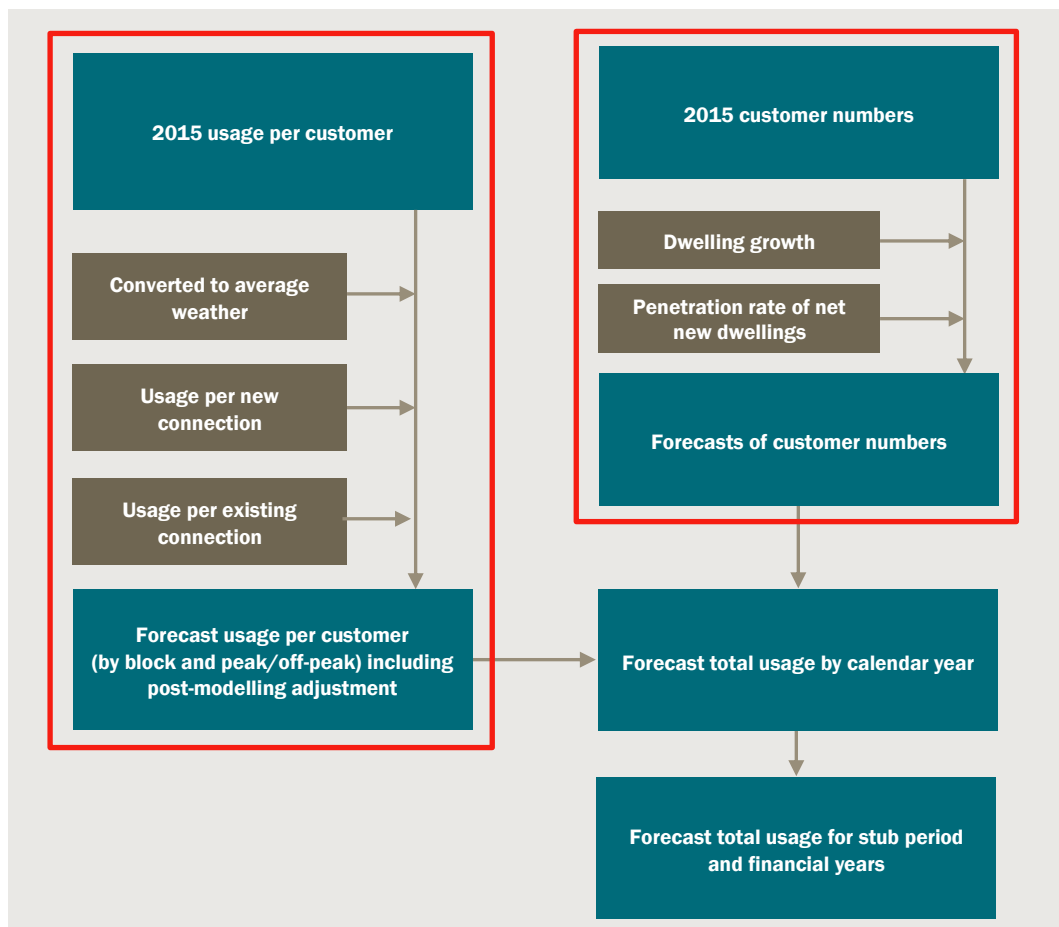 2015 usage per customer
Converted to average
weather
Usage per new
connection
Usage per existing
connection
Forecast usage per customer
(by block and peak/off-peak) including
post-modelling adjustment
2015 customer numbers
Dwelling growth
Penetration rate of net
new dwellings
Forecasts of customer numbers
Forecast total usage by calendar year
Forecast total usage for stub period
and financial years